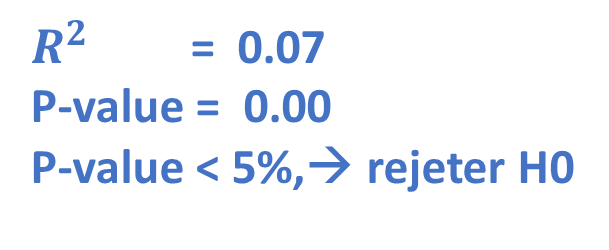 R² = 0.07
P-value = 0.00
P-value < 5%,→ rejeter H0